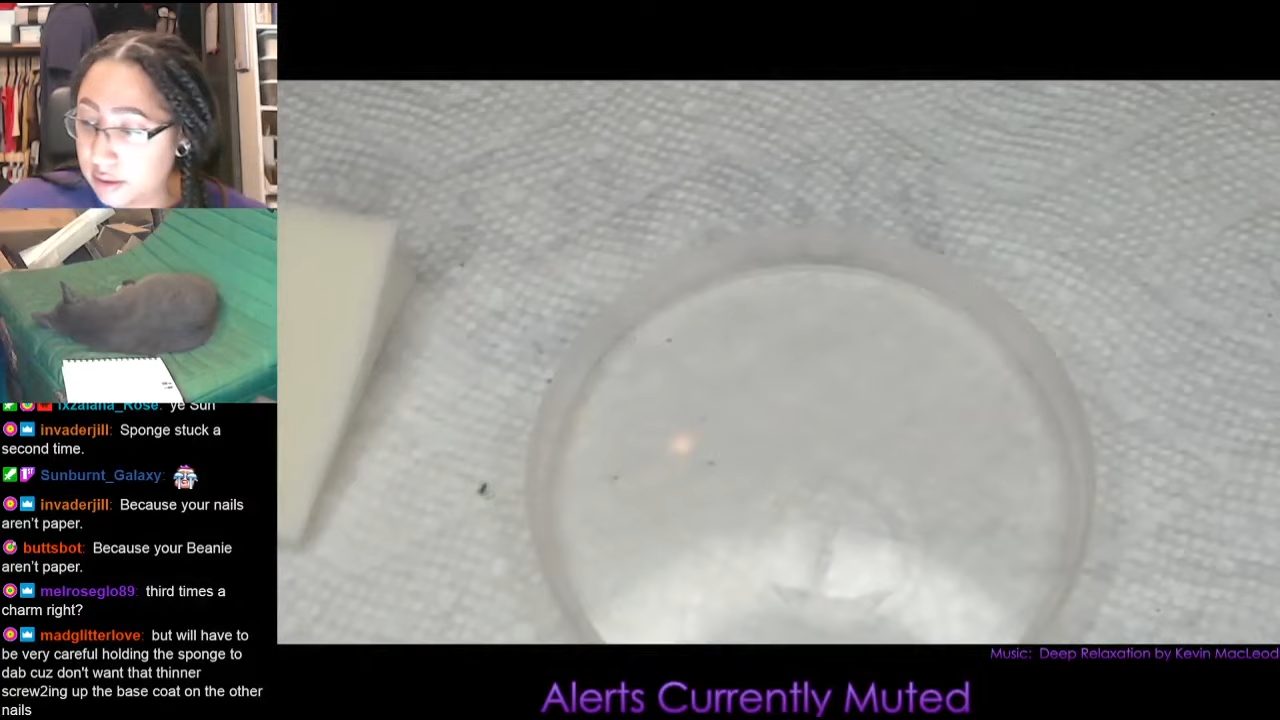 Ixzalana_Rose: ye Sun
invaderjill: Sponge stuck a
second time.
Sunburnt_Galaxy:
invaderjill: Because your nails
aren't paper.
buttsbot: Because your Beanie
aren't paper.
melroseglo89: third times a
charm right?
madglitterlove: but will have to
be very careful holding the sponge to
dab cuz don't want that thinner
screw2ing up the base coat on the other
nails
Music: Deep Relaxation by Kevin MacLeod
Alerts Currently Muted